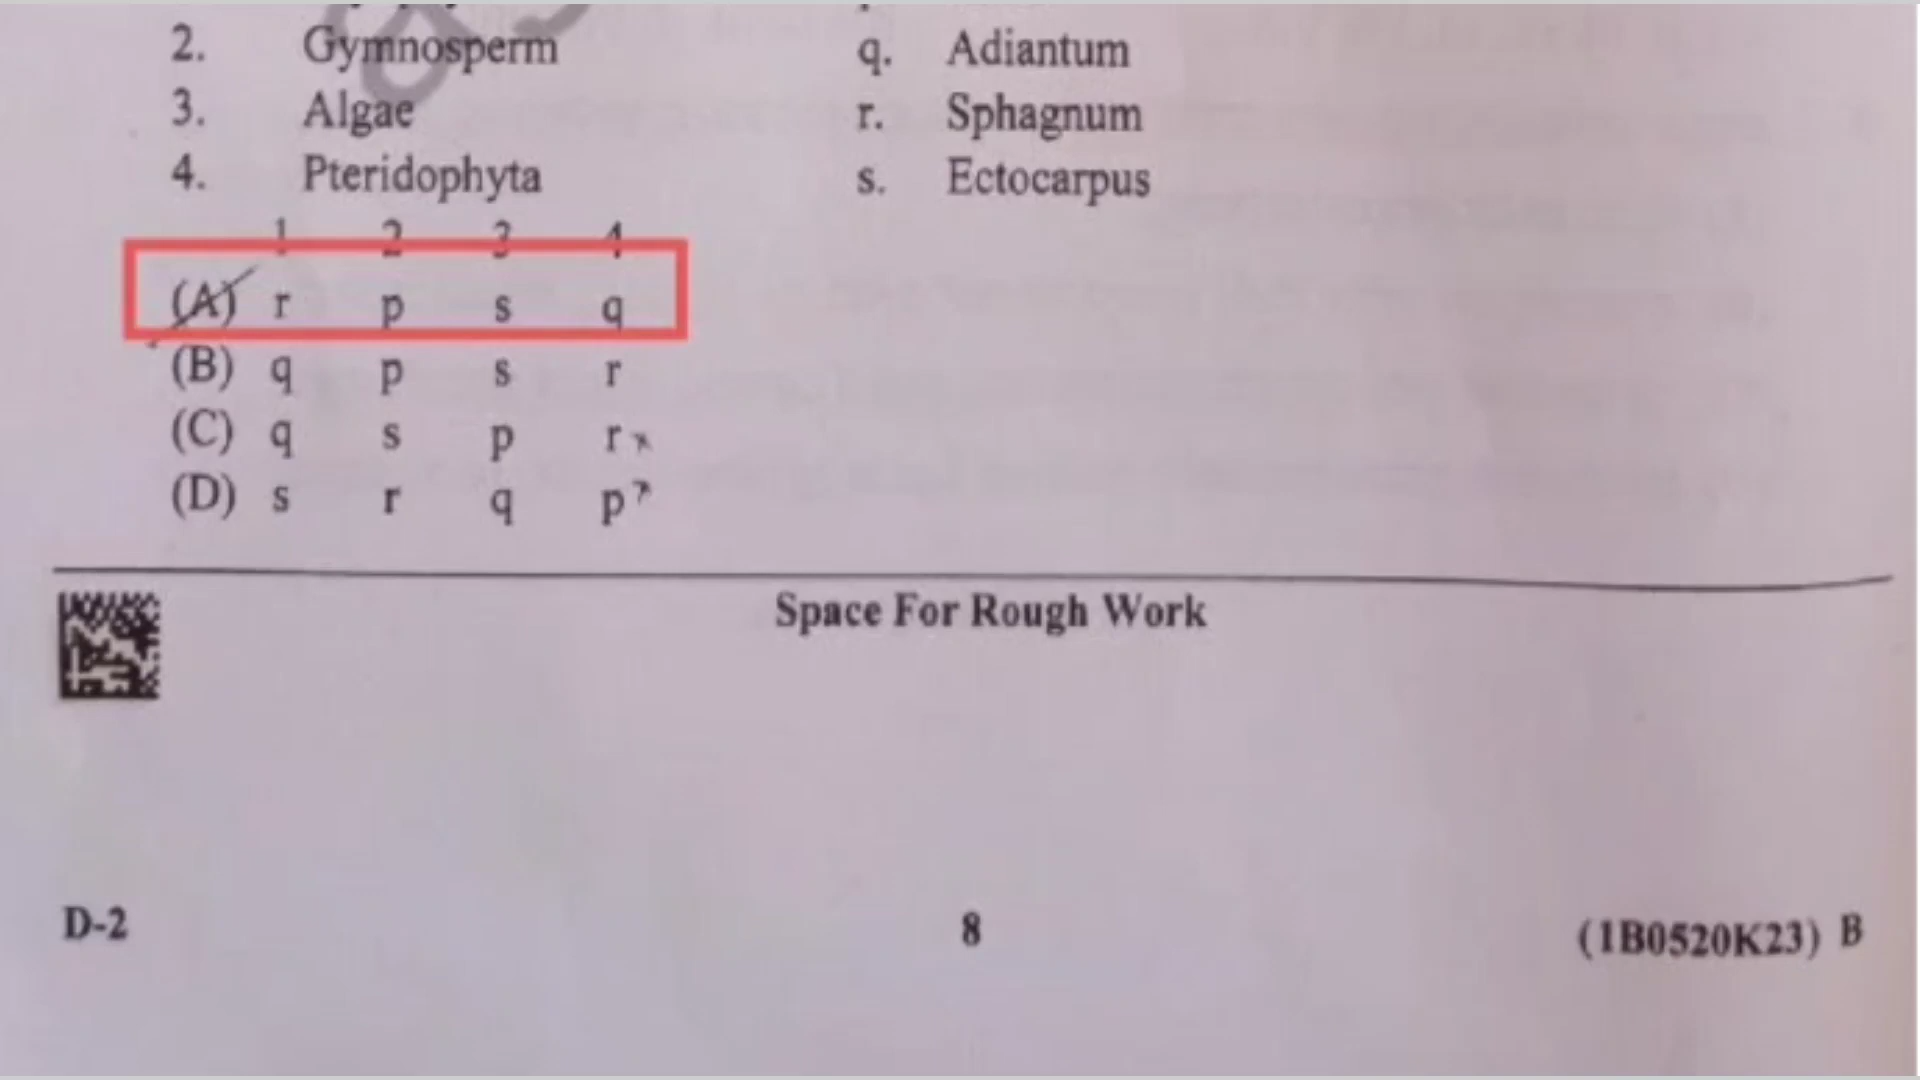 2. Gymnosperm q. Adiantum
3. Algae r. Sphagnum
4. Pteridophyta s. Ectocarpus
1 2 3 4
(A) r p s q
(B) q p s r
(C) q s p r
(D) s r q p
Space For Rough Work
D-2 8 (1B0520K23) B